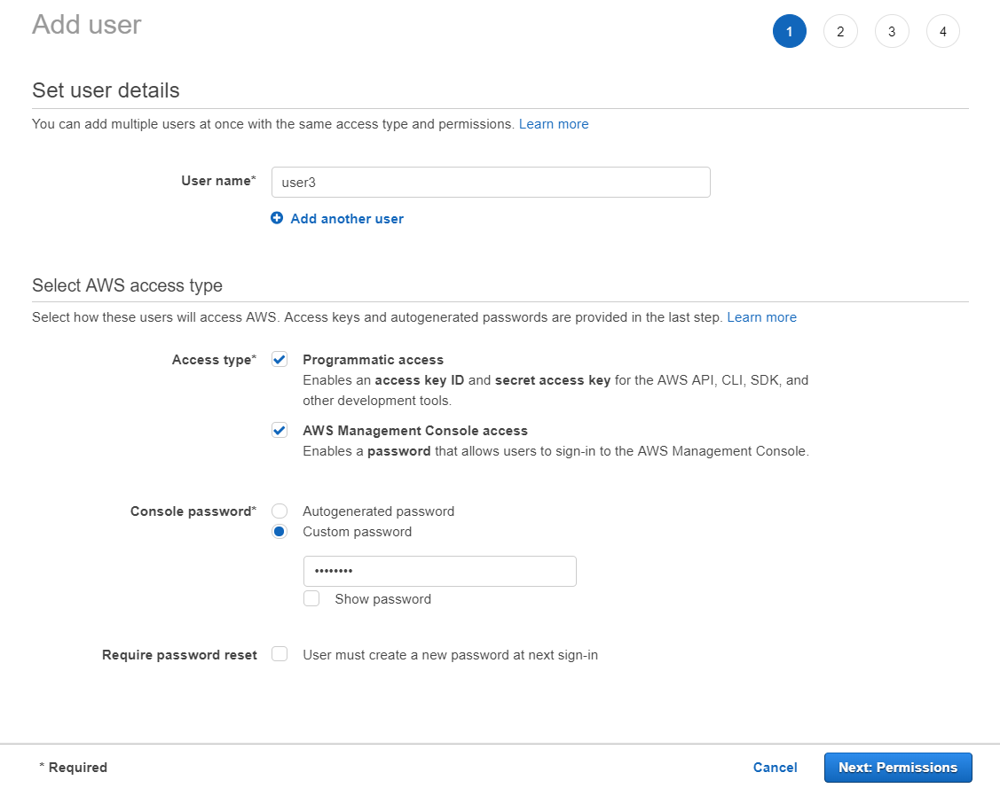 Add user
1 2 3 4
Set user details
You can add multiple users at once with the same access type and permissions. Learn more
User name* user3
Add another user
Select AWS access type
Select how these users will access AWS. Access keys and autogenerated passwords are provided in the last step. Learn more
Access type* Programmatic access
Enables an access key ID and secret access key for the AWS API, CLI, SDK, and
other development tools.
AWS Management Console access
Enables a password that allows users to sign-in to the AWS Management Console.
Console password* Autogenerated password
Custom password
••••••••
Show password
Require password reset User must create a new password at next sign-in
* Required Cancel Next: Permissions